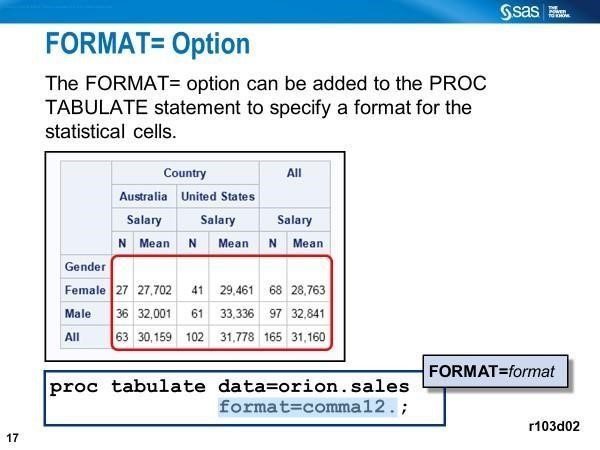 sas THE POWER TO KNOW.
FORMAT= Option
The FORMAT= option can be added to the PROC
TABULATE statement to specify a format for the
statistical cells.
Country All
Australia United States
Salary Salary Salary
N Mean N Mean N Mean
Gender
Female 27 27,702 41 29,461 68 28,763
Male 36 32,001 61 33,336 97 32,841
All 63 30,159 102 31,778 165 31,160
FORMAT=format
proc tabulate data=orion.sales
format=comma12.;
17
r103d02